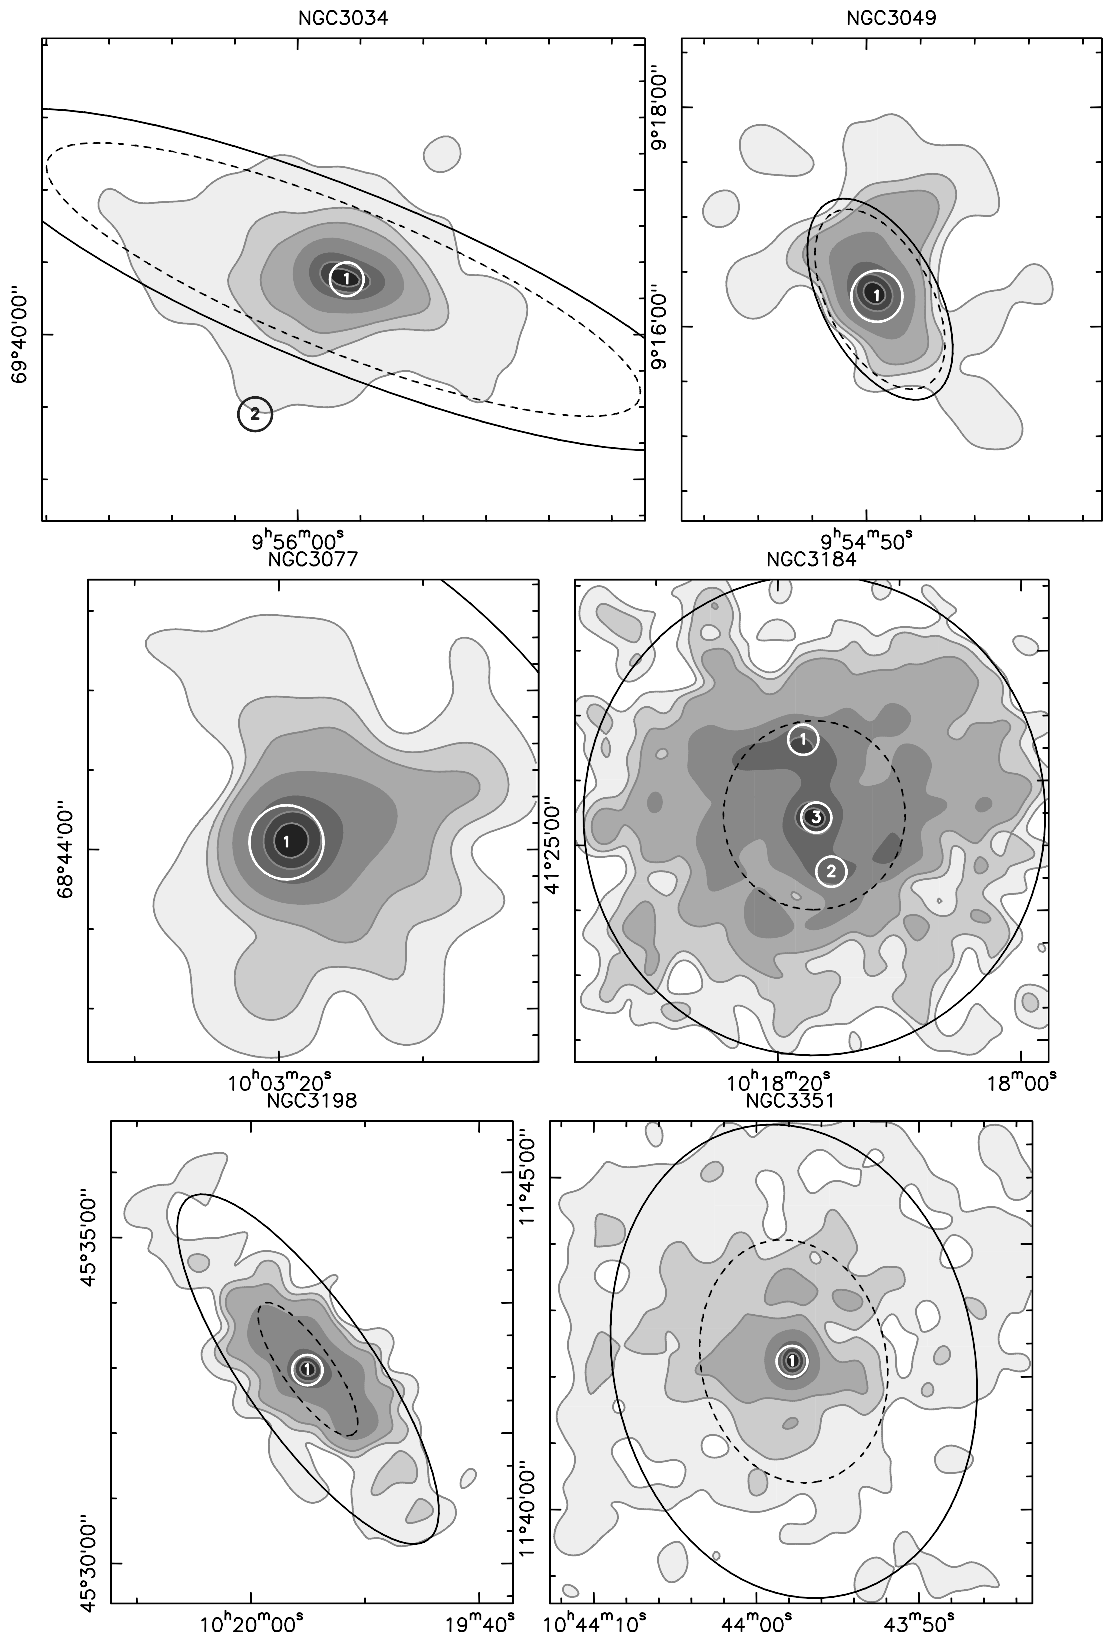 NGC3034
NGC3049
69°40'00"
1
2
9°18'00"
9°16'00"
1
9ʰ56ᵐ00ˢ
9ʰ54ᵐ50ˢ
NGC3077
NGC3184
68°44'00"
1
41°25'00"
1
3
2
10ʰ03ᵐ20ˢ
10ʰ18ᵐ20ˢ
18ᵐ00ˢ
NGC3198
NGC3351
45°35'00"
45°30'00"
1
11°45'00"
11°40'00"
1
10ʰ20ᵐ00ˢ
19ᵐ40ˢ
10ʰ44ᵐ10ˢ
44ᵐ00ˢ
43ᵐ50ˢ